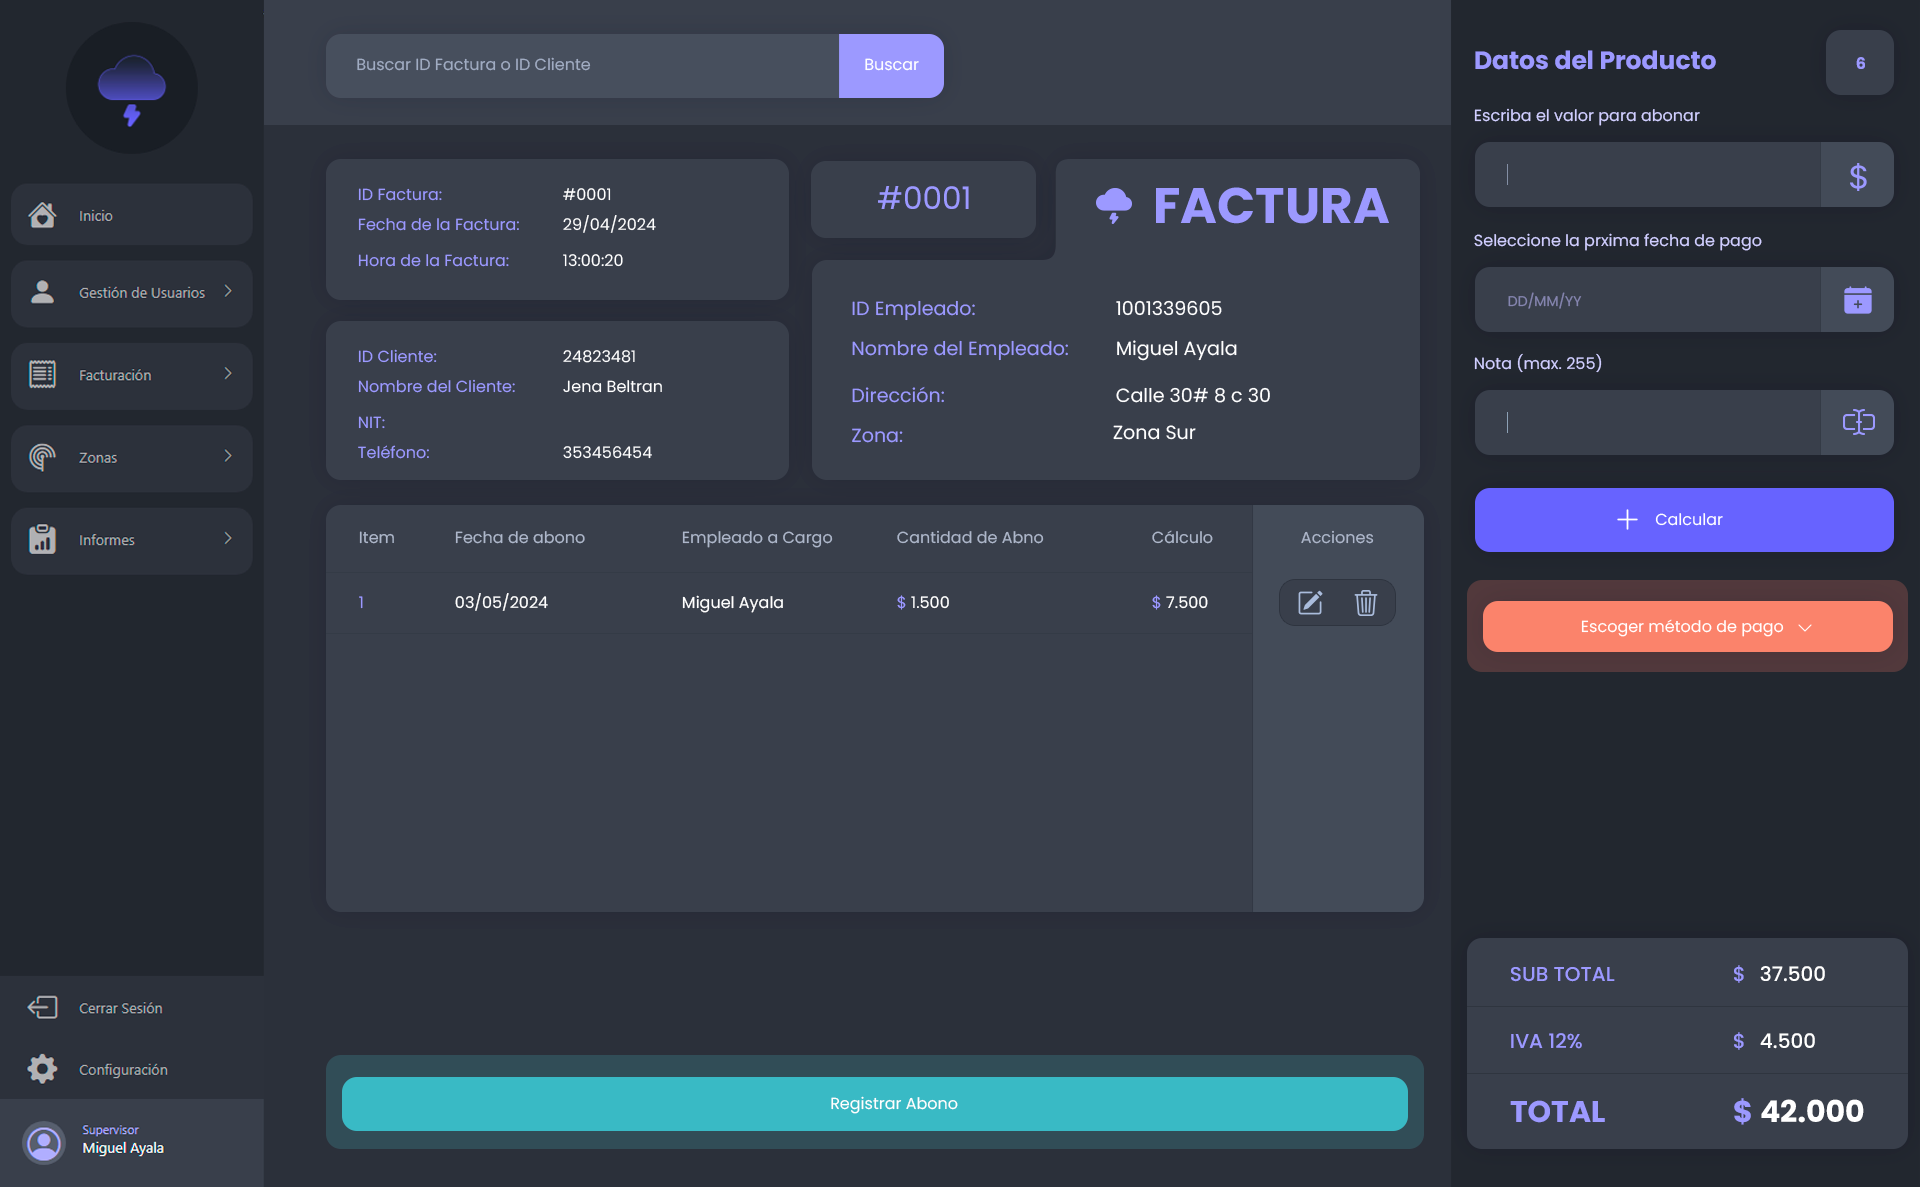 Inicio
Gestión de Usuarios
Facturación
Zonas
Informes
Cerrar Sesión
Configuración
Supervisor
Miguel Ayala
Buscar ID Factura o ID Cliente
Buscar
ID Factura: #0001
Fecha de la Factura: 29/04/2024
Hora de la Factura: 13:00:20
ID Cliente: 24823481
Nombre del Cliente: Jena Beltran
NIT:
Teléfono: 353456454
#0001
FACTURA
ID Empleado: 1001339605
Nombre del Empleado: Miguel Ayala
Dirección: Calle 30# 8 c 30
Zona: Zona Sur
Item Fecha de abono Empleado a Cargo Cantidad de Abno Cálculo Acciones
1 03/05/2024 Miguel Ayala $ 1.500 $ 7.500
Registrar Abono
Datos del Producto
6
Escriba el valor para abonar
$
Seleccione la prxima fecha de pago
DD/MM/YY
Nota (max. 255)
Calcular
Escoger método de pago
SUB TOTAL $ 37.500
IVA 12% $ 4.500
TOTAL $ 42.000